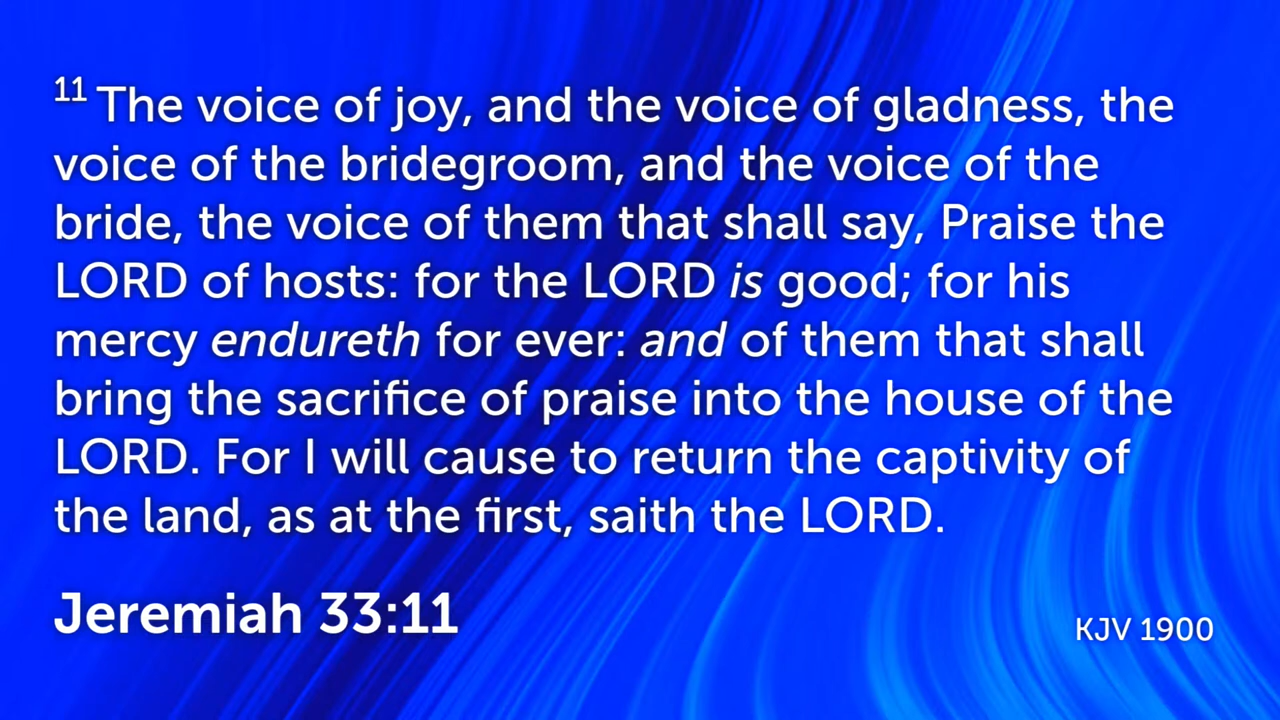 11 The voice of joy, and the voice of gladness, the
voice of the bridegroom, and the voice of the
bride, the voice of them that shall say, Praise the
LORD of hosts: for the LORD is good; for his
mercy endureth for ever: and of them that shall
bring the sacrifice of praise into the house of the
LORD. For I will cause to return the captivity of
the land, as at the first, saith the LORD.
Jeremiah 33:11
KJV 1900